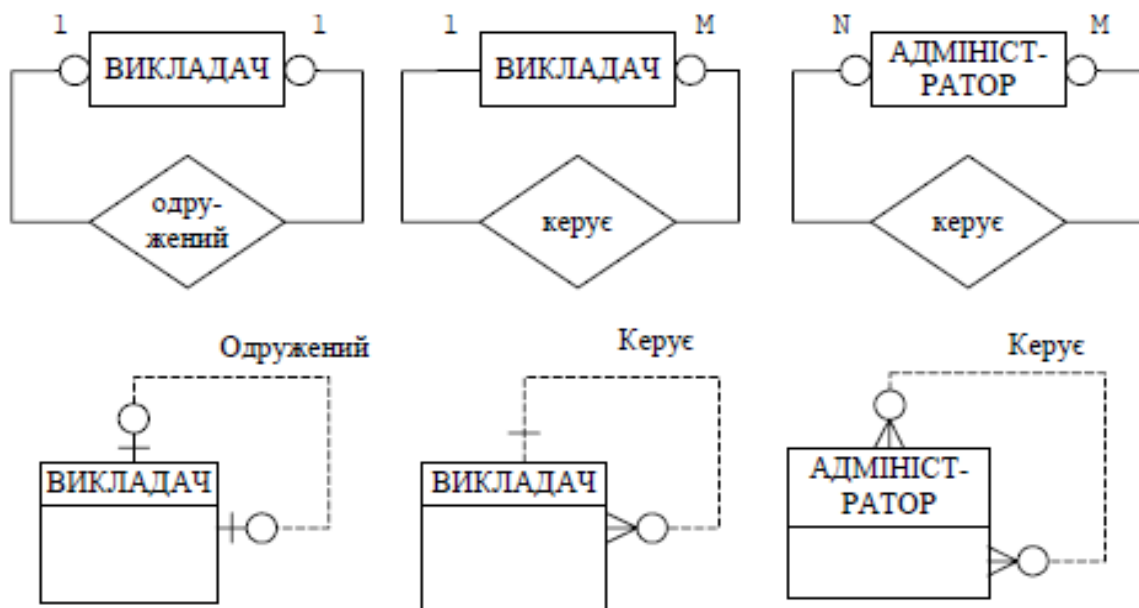 1 1 1 M N M
ВИКЛАДАЧ ВИКЛАДАЧ АДМІНІСТ-
РАТОР
одру-
жений
керує керує
Одружений Керує Керує
ВИКЛАДАЧ ВИКЛАДАЧ АДМІНІСТ-
РАТОР